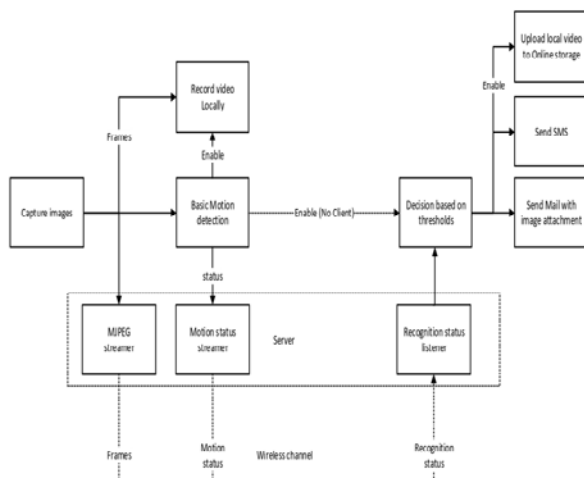 Upload local video
to Online storage
Record video
Locally
Enable
Frames
Send SMS
Enable
Capture images
Basic Motion
detection
Enable (No Client)
Decision based on
thresholds
Send Mail with
image attachment
status
MJPEG
streamer
Motion status
streamer
Server
Recognition status
listener
Frames
Motion
status
Wireless channel
Recognition
status